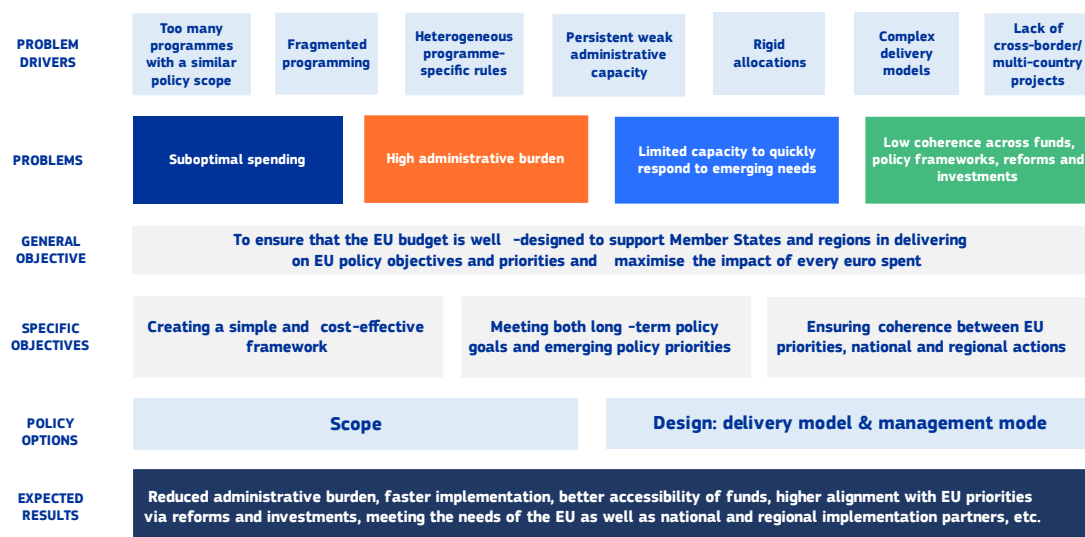 PROBLEM
DRIVERS
Too many
programmes
with a similar
policy scope
Fragmented
programming
Heterogeneous
programme-
specific rules
Persistent weak
administrative
capacity
Rigid
allocations
Complex
delivery
models
Lack of
cross-border/
multi-country
projects
PROBLEMS
Suboptimal spending
High administrative burden
Limited capacity to quickly
respond to emerging needs
Low coherence across funds,
policy frameworks, reforms and
investments
GENERAL
OBJECTIVE
To ensure that the EU budget is well -designed to support Member States and regions in delivering
on EU policy objectives and priorities and maximise the impact of every euro spent
SPECIFIC
OBJECTIVES
Creating a simple and cost-effective
framework
Meeting both long -term policy
goals and emerging policy priorities
Ensuring coherence between EU
priorities, national and regional actions
POLICY
OPTIONS
Scope
Design: delivery model & management mode
EXPECTED
RESULTS
Reduced administrative burden, faster implementation, better accessibility of funds, higher alignment with EU priorities
via reforms and investments, meeting the needs of the EU as well as national and regional implementation partners, etc.